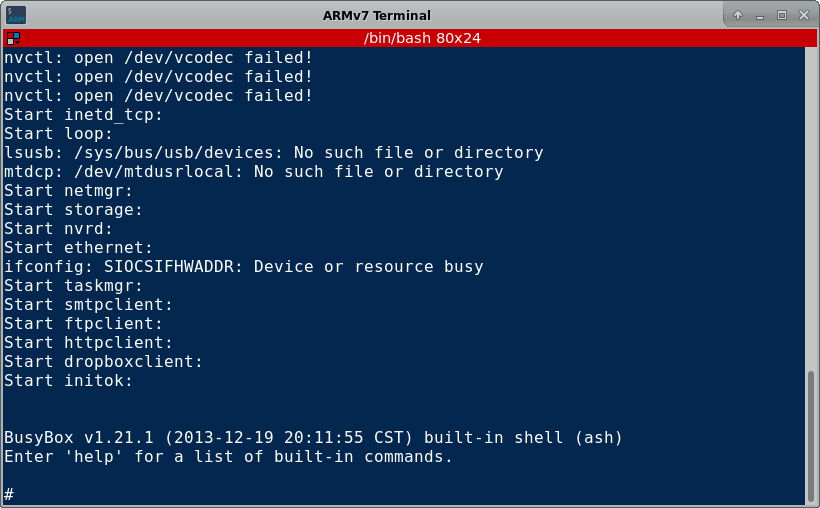 S
ARM
ARMv7 Terminal
/bin/bash 80x24
nvctl: open /dev/vcodec failed!
nvctl: open /dev/vcodec failed!
nvctl: open /dev/vcodec failed!
Start inetd_tcp:
Start loop:
lsusb: /sys/bus/usb/devices: No such file or directory
mtdcp: /dev/mtdusrlocal: No such file or directory
Start netmgr:
Start storage:
Start nvrd:
Start ethernet:
ifconfig: SIOCSIFHWADDR: Device or resource busy
Start taskmgr:
Start smtpclient:
Start ftpclient:
Start httpclient:
Start dropboxclient:
Start initok:
BusyBox v1.21.1 (2013-12-19 20:11:55 CST) built-in shell (ash)
Enter 'help' for a list of built-in commands.
#